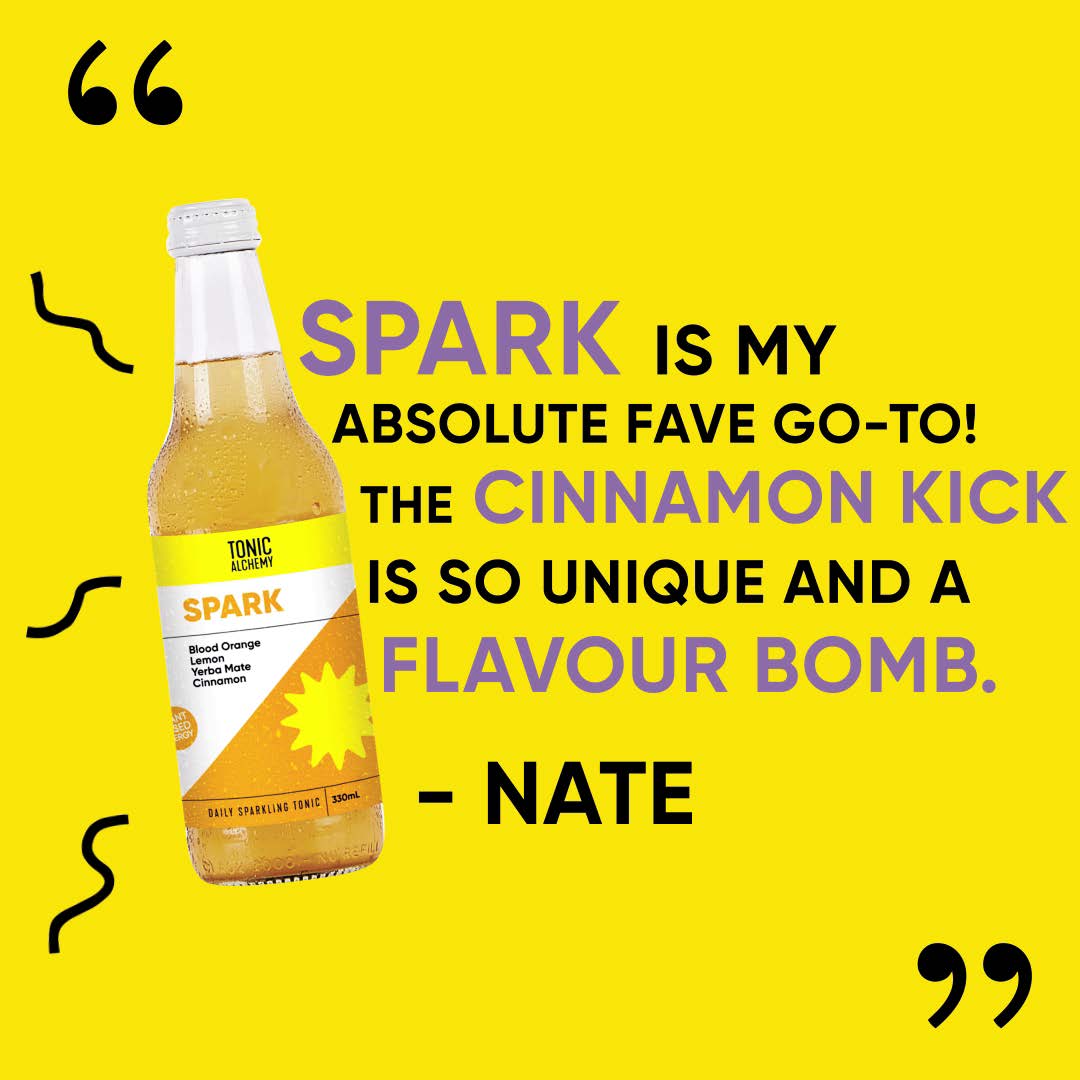 “
SPARK IS MY
ABSOLUTE FAVE GO-TO!
THE CINNAMON KICK
IS SO UNIQUE AND A
FLAVOUR BOMB.
- NATE
”
TONIC
ALCHEMY
SPARK
Blood Orange
Lemon
Yerba Mate
Cinnamon
DAILY SPARKLING TONIC 330mL